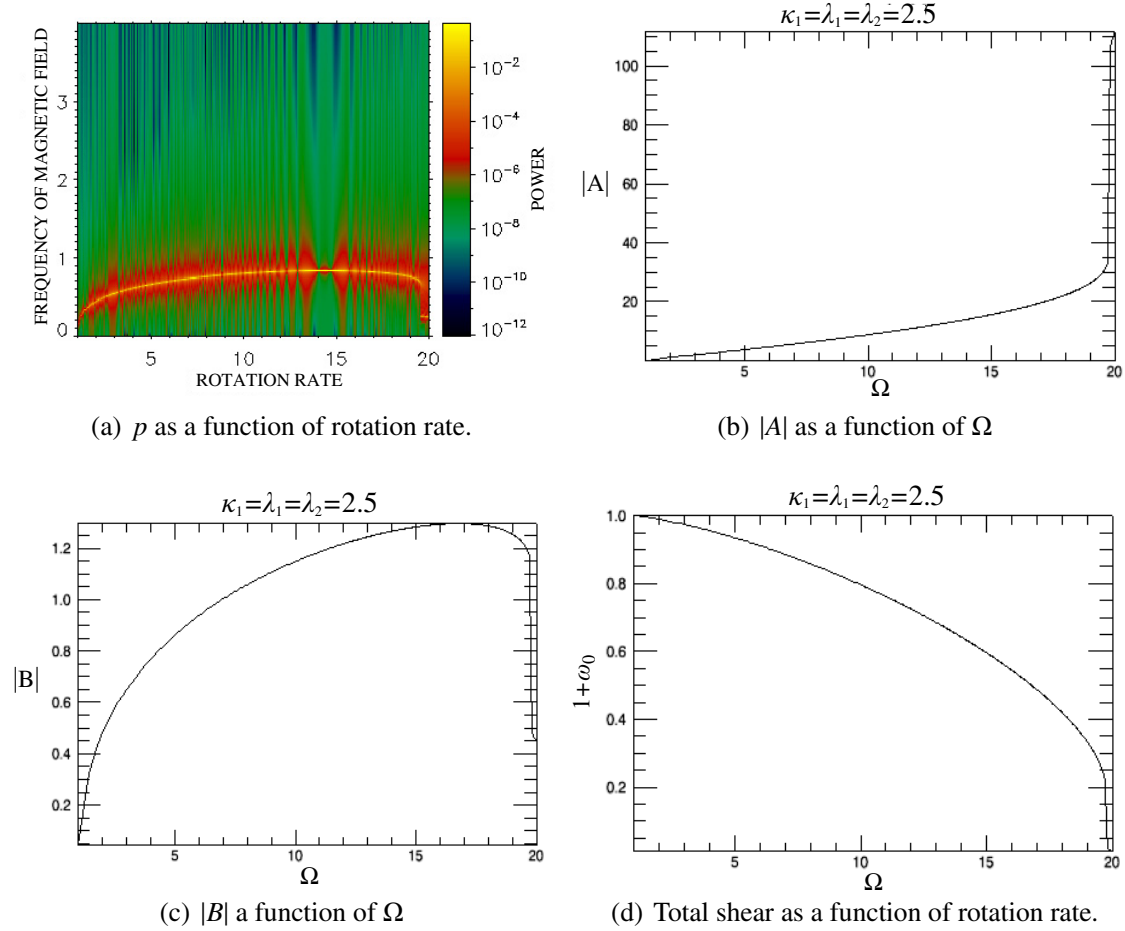 FREQUENCY OF MAGNETIC FIELD
3
2
1
0
5 10 15 20
ROTATION RATE
10⁻²
10⁻⁴
10⁻⁶
10⁻⁸
10⁻¹⁰
10⁻¹²
POWER
(a) p as a function of rotation rate.
κ₁=λ₁=λ₂=2.5
|A|
100
80
60
40
20
5 10 15 20
Ω
(b) |A| as a function of Ω
κ₁=λ₁=λ₂=2.5
|B|
1.2
1.0
0.8
0.6
0.4
0.2
5 10 15 20
Ω
(c) |B| a function of Ω
κ₁=λ₁=λ₂=2.5
1+ω₀
1.0
0.8
0.6
0.4
0.2
5 10 15 20
Ω
(d) Total shear as a function of rotation rate.